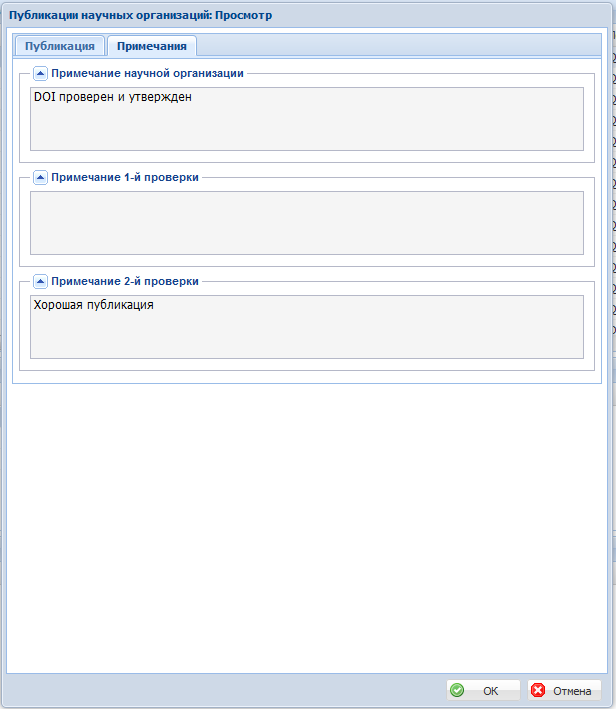 Публикации научных организаций: Просмотр
Публикация
Примечания
Примечание научной организации
DOI проверен и утвержден
Примечание 1-й проверки
Примечание 2-й проверки
Хорошая публикация
OK
Отмена